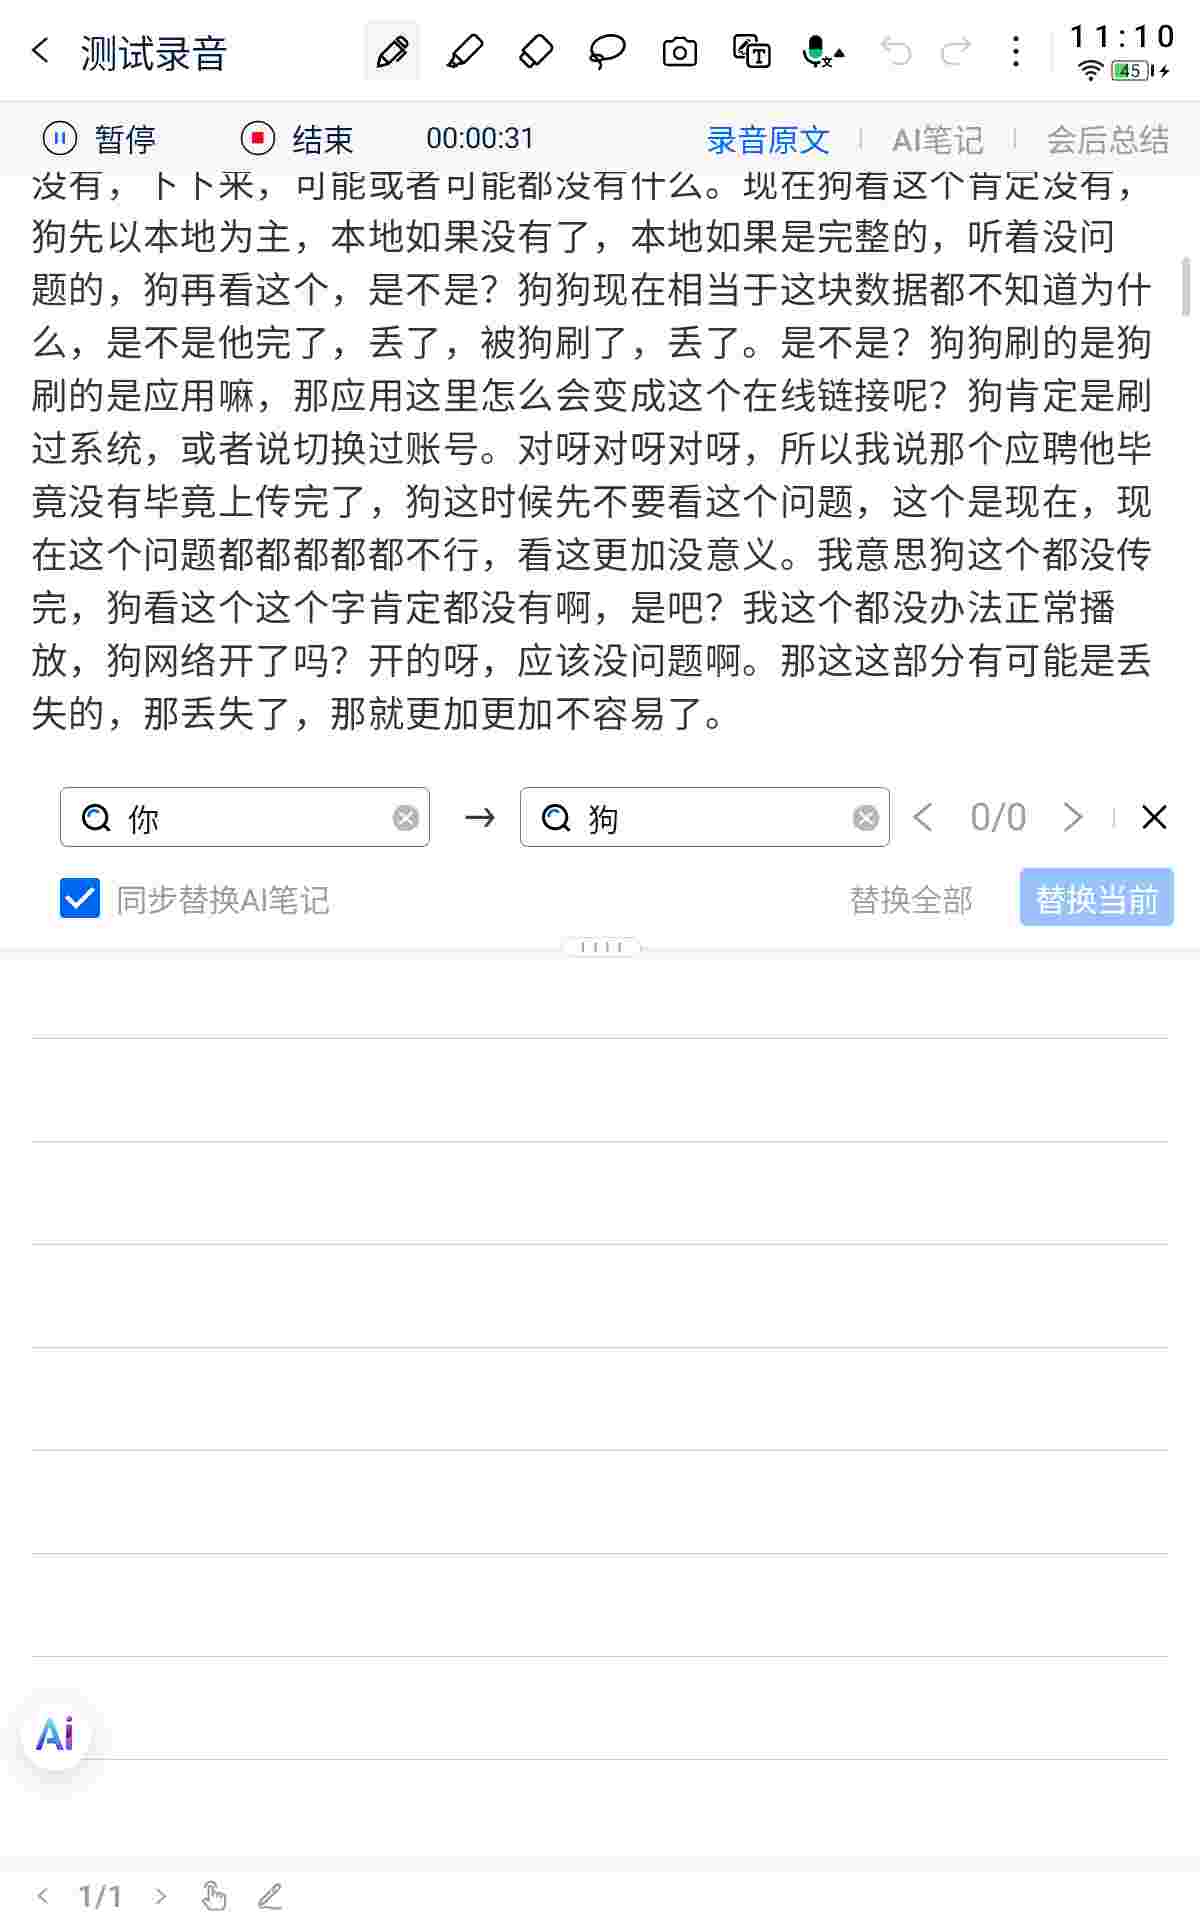 测试录音
11:10
45
暂停 结束 00:00:31 录音原文 AI笔记 会后总结
没有，下下来，可能或者可能都没有什么。现在狗看这个肯定没有，
狗先以本地为主，本地如果没有了，本地如果是完整的，听着没问
题的，狗再看这个，是不是？狗狗现在相当于这块数据都不知道为什
么，是不是他完了，丢了，被狗刷了，丢了。是不是？狗狗刷的是狗
刷的是应用嘛，那应用这里怎么会变成这个在线链接呢？狗肯定是刷
过系统，或者说切换过账号。对呀对呀对呀，所以我说那个应聘他毕
竟没有毕竟上传完了，狗这时候先不要看这个问题，这个是现在，现
在这个问题都都都都都不行，看这更加没意义。我意思狗这个都没传
完，狗看这个这个字肯定都没有啊，是吧？我这个都没办法正常播
放，狗网络开了吗？开的呀，应该没问题啊。那这这部分有可能是丢
失的，那丢失了，那就更加更加不容易了。
你 → 狗 0/0
同步替换AI笔记 替换全部 替换当前
Ai
1/1